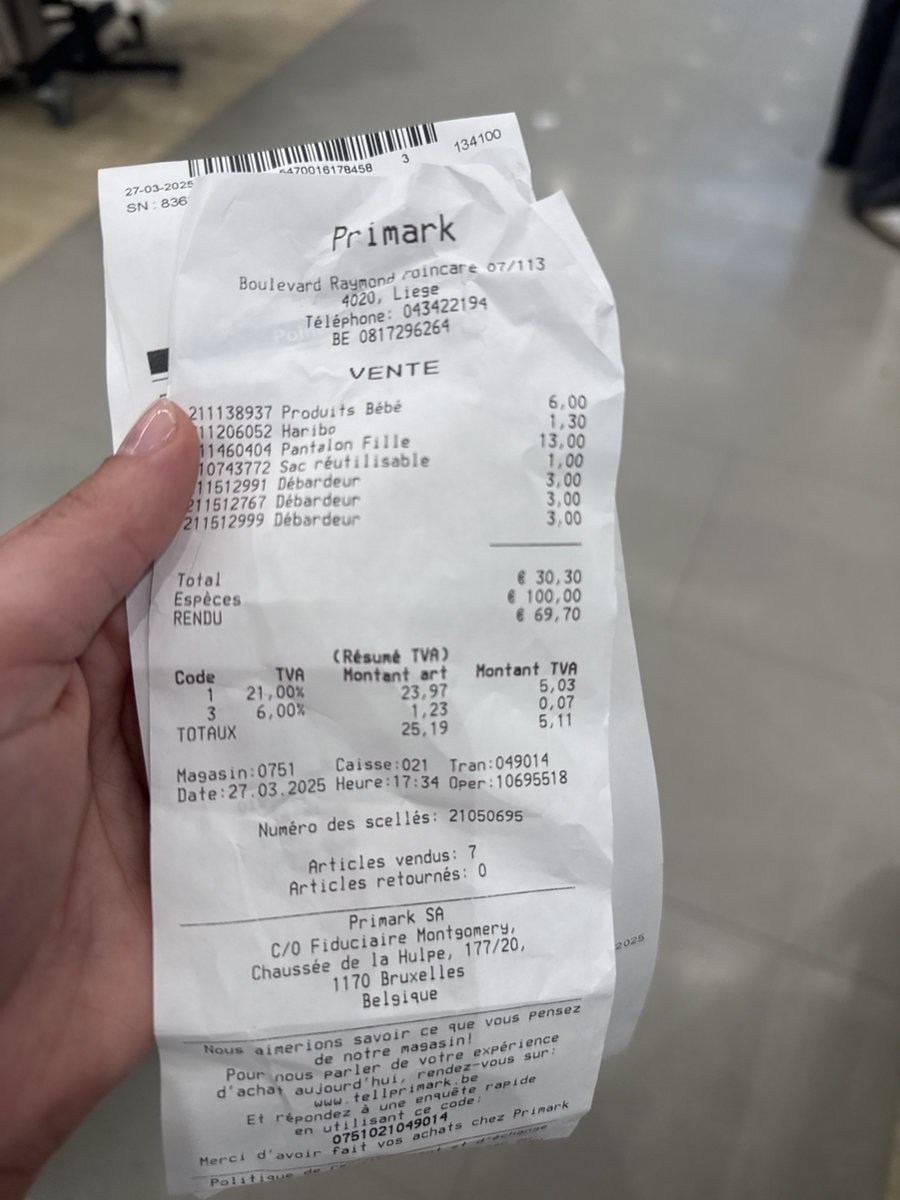 134100
3
5470016178458
27-03-2025
SN : 836
Primark
Boulevard Raymond Poincaré 07/113
4020, Liege
Téléphone: 043422194
BE 0817296264
VENTE
211138937 Produits Bébé 6,00
11206052 Haribo 1,30
11460404 Pantalon Fille 13,00
10743772 Sac réutilisable 1,00
11512991 Débardeur 3,00
211512767 Débardeur 3,00
211512999 Débardeur 3,00
Total € 30,30
Espèces € 100,00
RENDU € 69,70
(Résumé TVA)
Code TVA Montant art Montant TVA
1 21,00% 23,97 5,03
3 6,00% 1,23 0,07
TOTAUX 25,19 5,11
Magasin:0751 Caisse:021 Tran:049014
Date:27.03.2025 Heure:17:34 Oper:10695518
Numéro des scellés: 21050695
Articles vendus: 7
Articles retournés: 0
Primark SA
C/O Fiduciaire Montgomery,
Chaussée de la Hulpe, 177/20,
1170 Bruxelles
Belgique
2025
Nous aimerions savoir ce que vous pensez
de notre magasin!
Pour nous parler de votre expérience
d'achat aujourd'hui, rendez-vous sur:
www.tellprimark.be
Et répondez à une enquête rapide
en utilisant ce code:
0751021049014
Merci d'avoir fait vos achats chez Primark
Politique de et d'échange